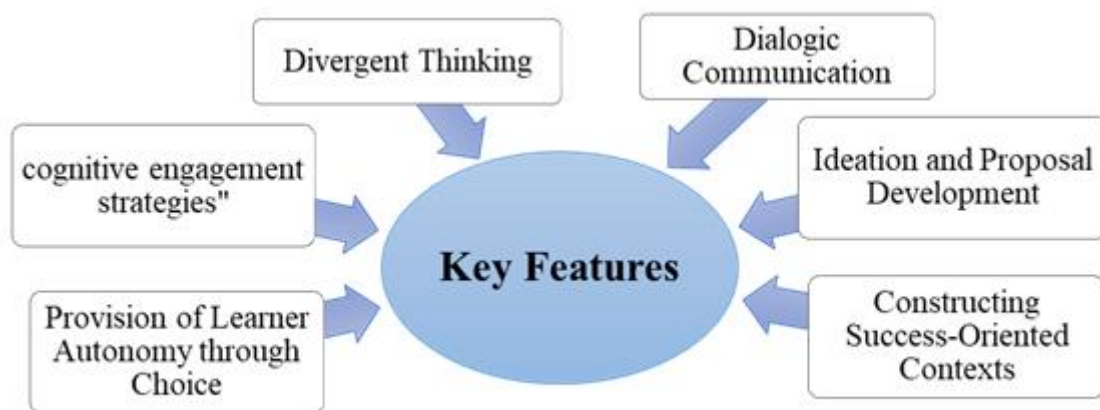 Divergent Thinking
Dialogic
Communication
cognitive engagement
strategies"
Ideation and Proposal
Development
Key Features
Provision of Learner
Autonomy through
Choice
Constructing
Success-Oriented
Contexts